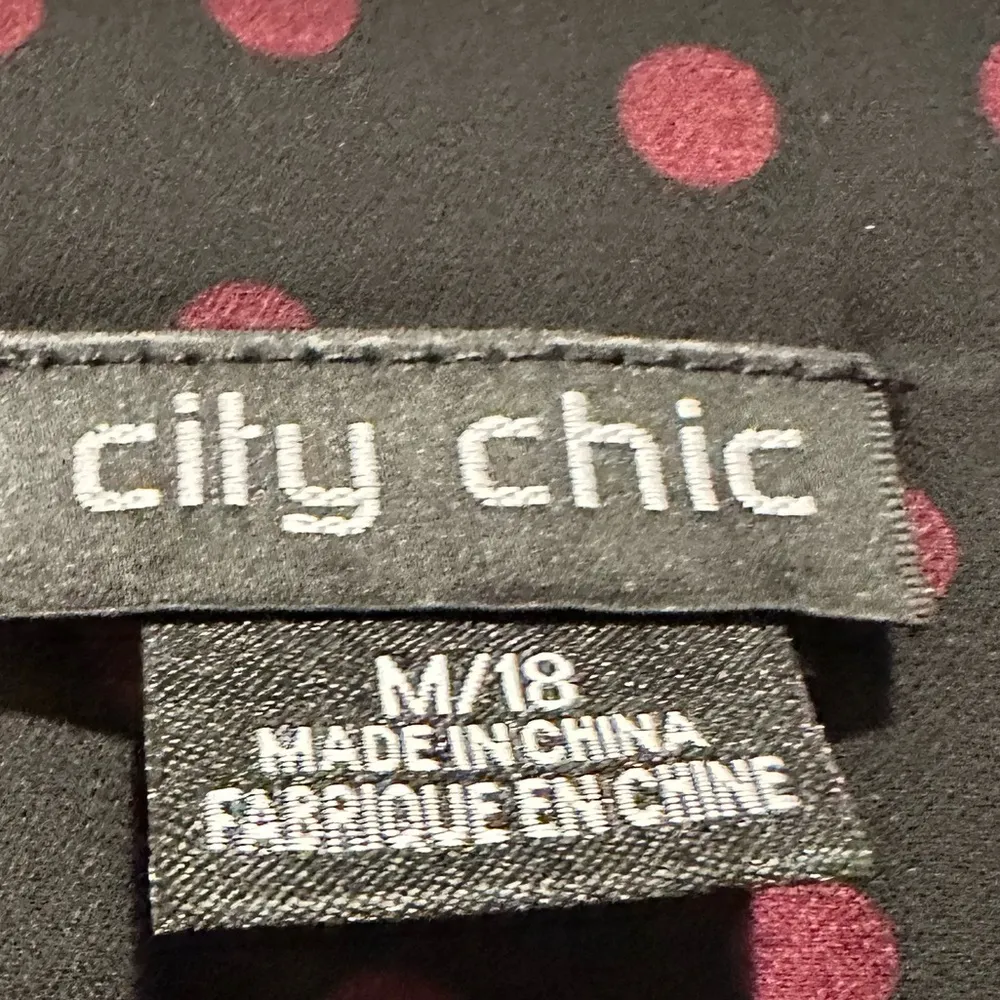 city chic
M/18
MADE IN CHINA
FABRIQUE EN CHINE